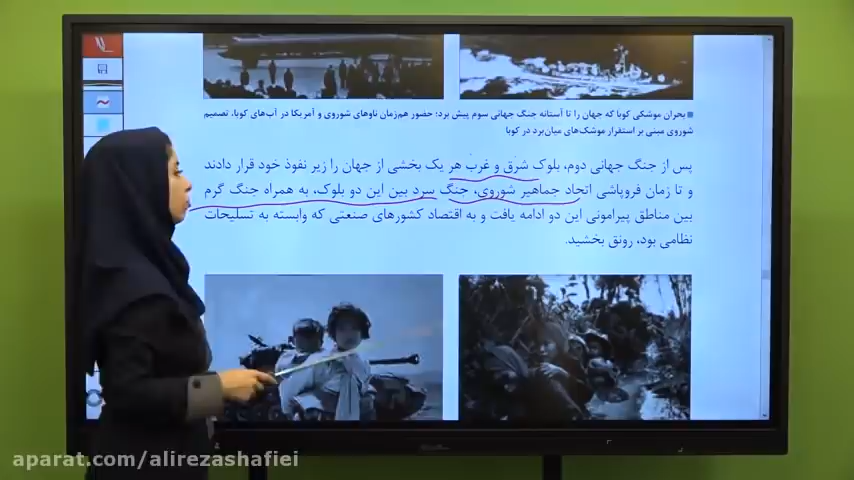 ■ بحران موشکی کوبا که جهان را تا آستانه جنگ جهانی سوم پیش برد؛ حضور هم‌زمان ناوهای شوروی و آمریکا در آب‌های کوبا. تصمیم
شوروی مبنی بر استقرار موشک‌های میان‌برد در کوبا
پس از جنگ جهانی دوم، بلوک شرق و غرب هر یک بخشی از جهان را زیر نفوذ خود قرار دادند
و تا زمان فروپاشی اتحاد جماهیر شوروی، جنگ سرد بین این دو بلوک، به همراه جنگ گرم
بین مناطق پیرامونی این دو ادامه یافت و به اقتصاد کشورهای صنعتی که وابسته به تسلیحات
نظامی بود، رونق بخشید.
aparat.com/alirezashafiei